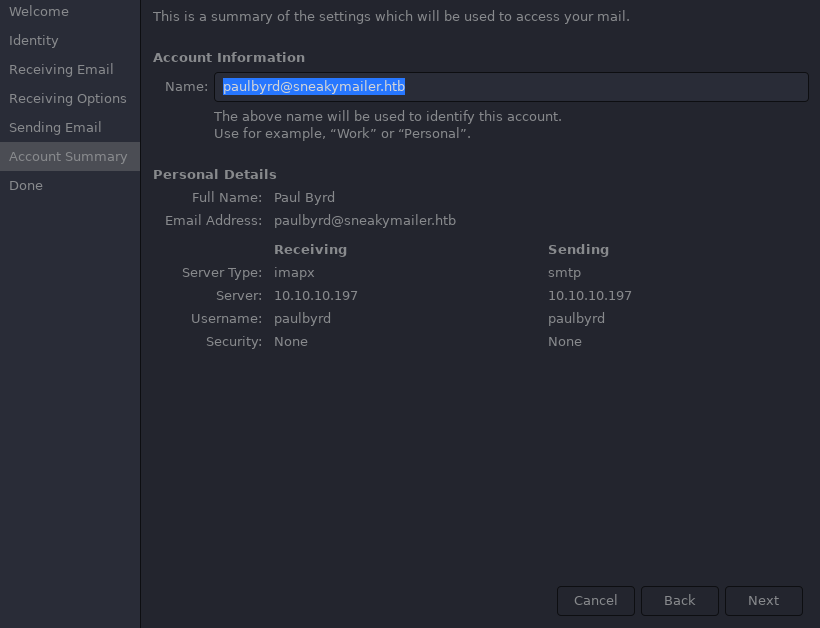 Welcome
Identity
Receiving Email
Receiving Options
Sending Email
Account Summary
Done
This is a summary of the settings which will be used to access your mail.
Account Information
Name: paulbyrd@sneakymailer.htb
The above name will be used to identify this account.
Use for example, “Work” or “Personal”.
Personal Details
Full Name: Paul Byrd
Email Address: paulbyrd@sneakymailer.htb
Receiving Sending
Server Type: imapx smtp
Server: 10.10.10.197 10.10.10.197
Username: paulbyrd paulbyrd
Security: None None
Cancel Back Next